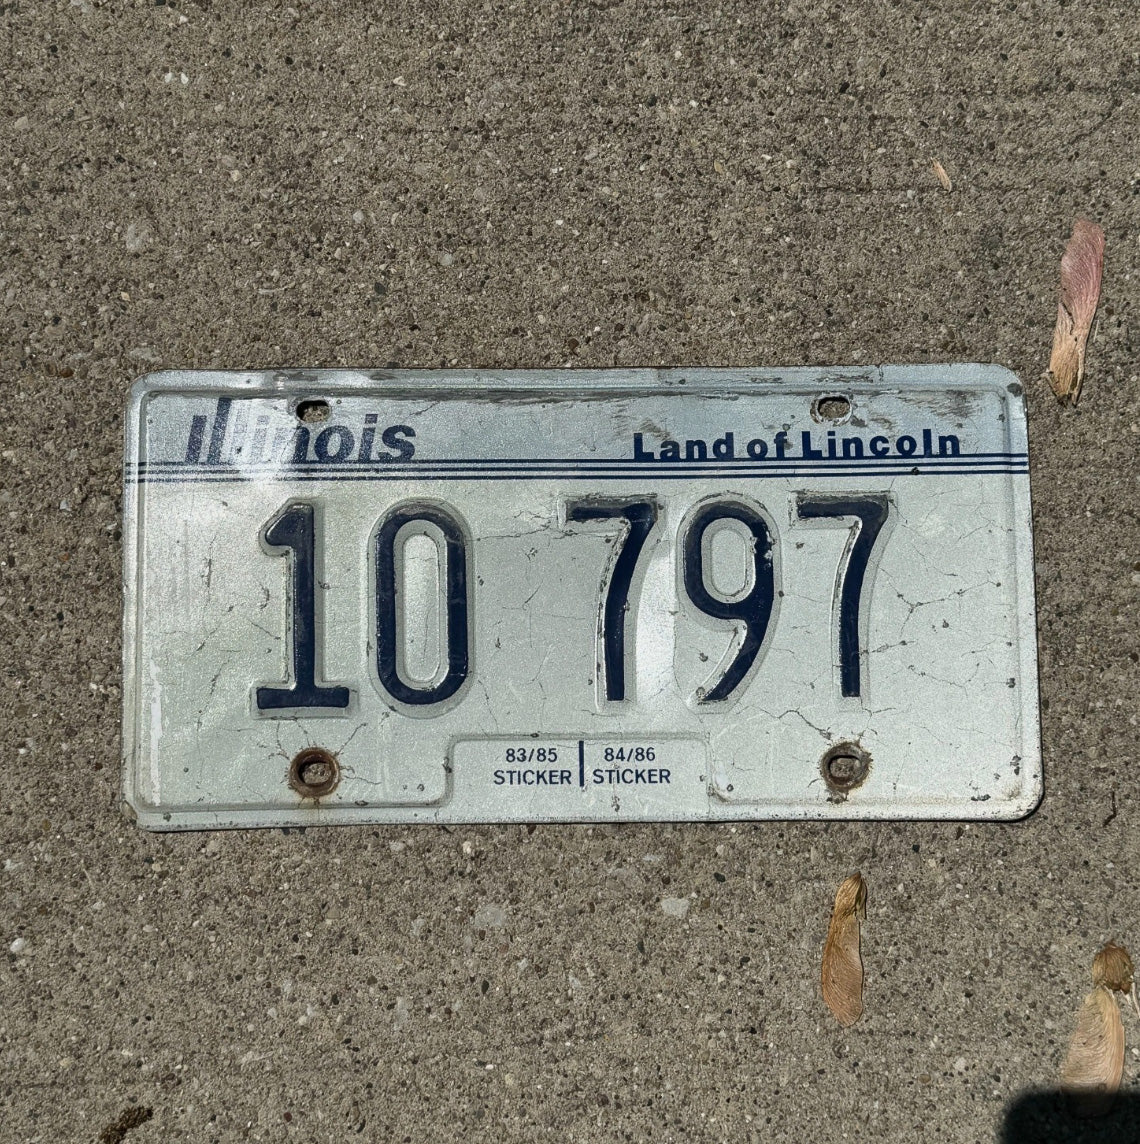 Illinois Land of Lincoln
10 797
83/85 84/86
STICKER STICKER